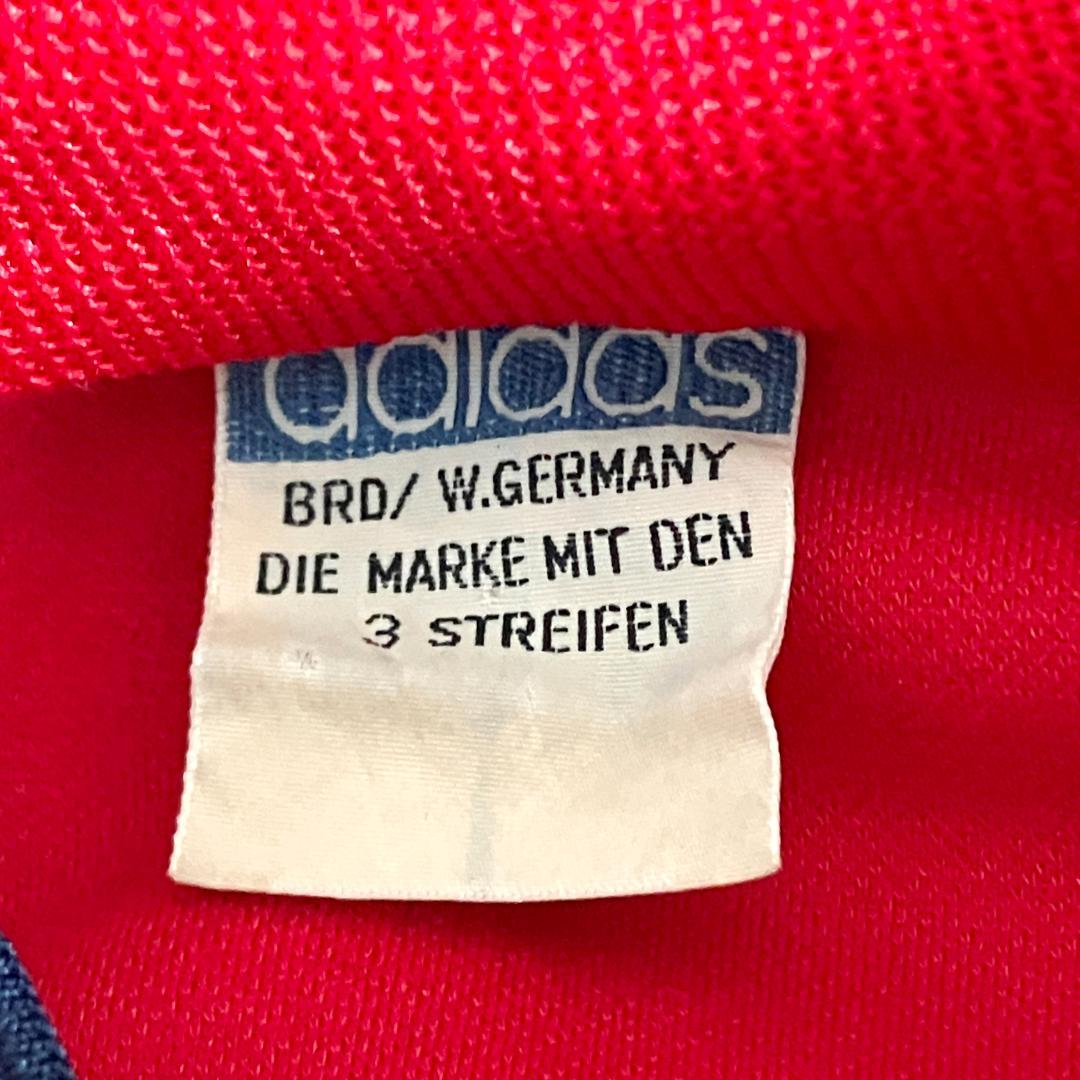 adidas
BRD/ W.GERMANY
DIE MARKE MIT DEN
3 STREIFEN